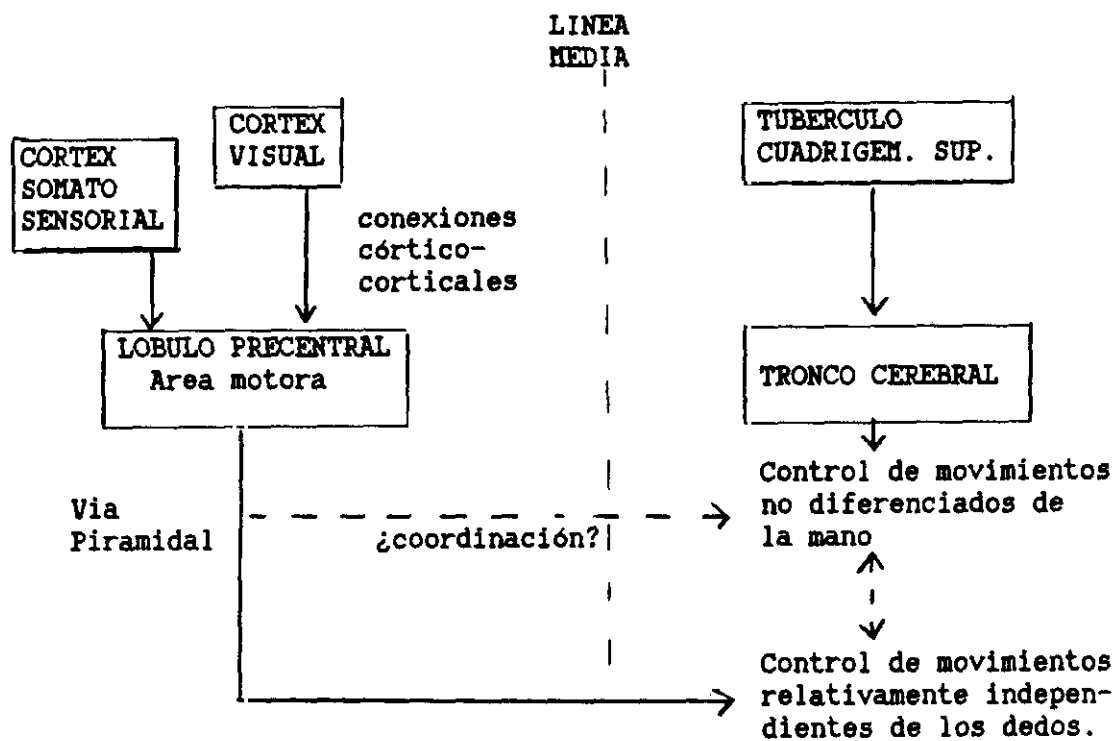 LINEA
MEDIA
CORTEX
SOMATO
SENSORIAL
CORTEX
VISUAL
TUBERCULO
CUADRIGEM. SUP.
conexiones
córtico-
corticales
LOBULO PRECENTRAL
Area motora
TRONCO CEREBRAL
Via
Piramidal
¿coordinación?
Control de movimientos
no diferenciados de
la mano
Control de movimientos
relativamente indepen-
dientes de los dedos.